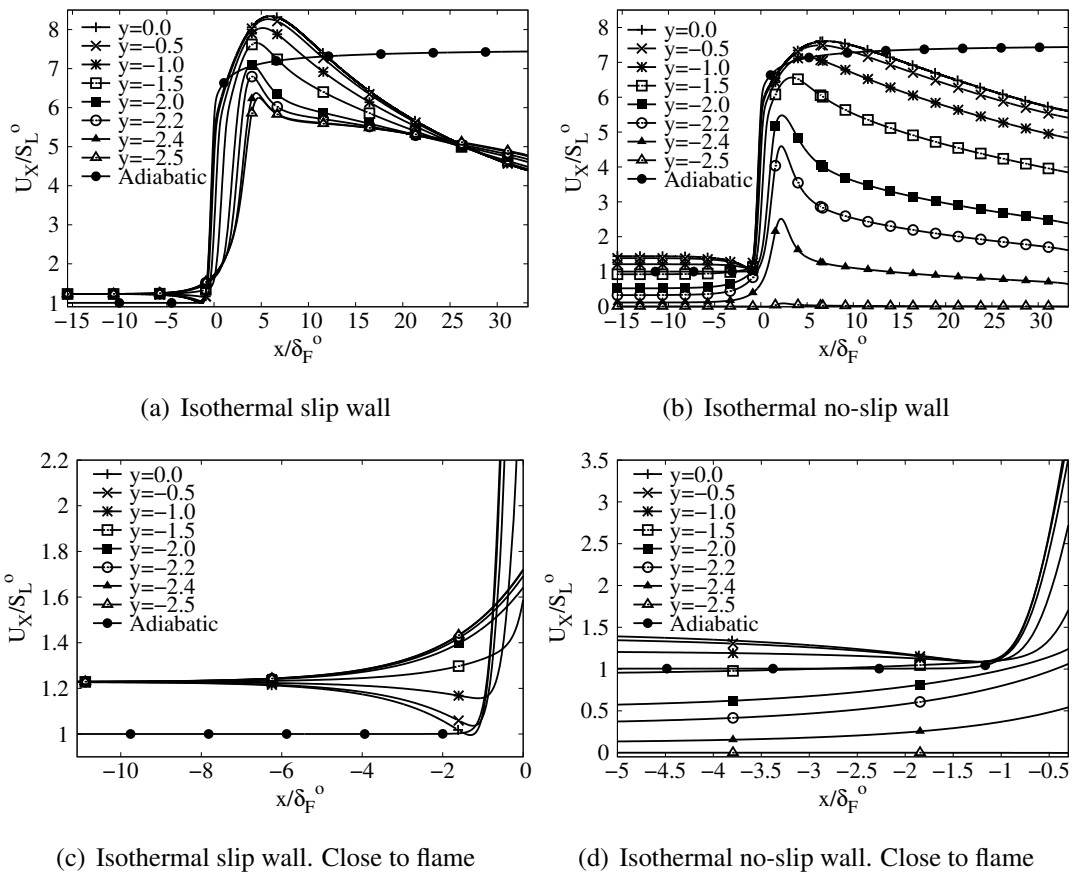 8
7
6
5
4
3
2
1
U_X/S_L^o
y=0.0
y=−0.5
y=−1.0
y=−1.5
y=−2.0
y=−2.2
y=−2.4
y=−2.5
Adiabatic
−15 −10 −5 0 5 10 15 20 25 30
x/δ_F^o
(a) Isothermal slip wall
8
7
6
5
4
3
2
1
0
U_X/S_L^o
y=0.0
y=−0.5
y=−1.0
y=−1.5
y=−2.0
y=−2.2
y=−2.4
y=−2.5
Adiabatic
−15 −10 −5 0 5 10 15 20 25 30
x/δ_F^o
(b) Isothermal no-slip wall
2.2
2
1.8
1.6
1.4
1.2
1
U_X/S_L^o
y=0.0
y=−0.5
y=−1.0
y=−1.5
y=−2.0
y=−2.2
y=−2.4
y=−2.5
Adiabatic
−10 −8 −6 −4 −2 0
x/δ_F^o
(c) Isothermal slip wall. Close to flame
3.5
3
2.5
2
1.5
1
0.5
0
U_X/S_L^o
y=0.0
y=−0.5
y=−1.0
y=−1.5
y=−2.0
y=−2.2
y=−2.4
y=−2.5
Adiabatic
−5 −4.5 −4 −3.5 −3 −2.5 −2 −1.5 −1 −0.5
x/δ_F^o
(d) Isothermal no-slip wall. Close to flame